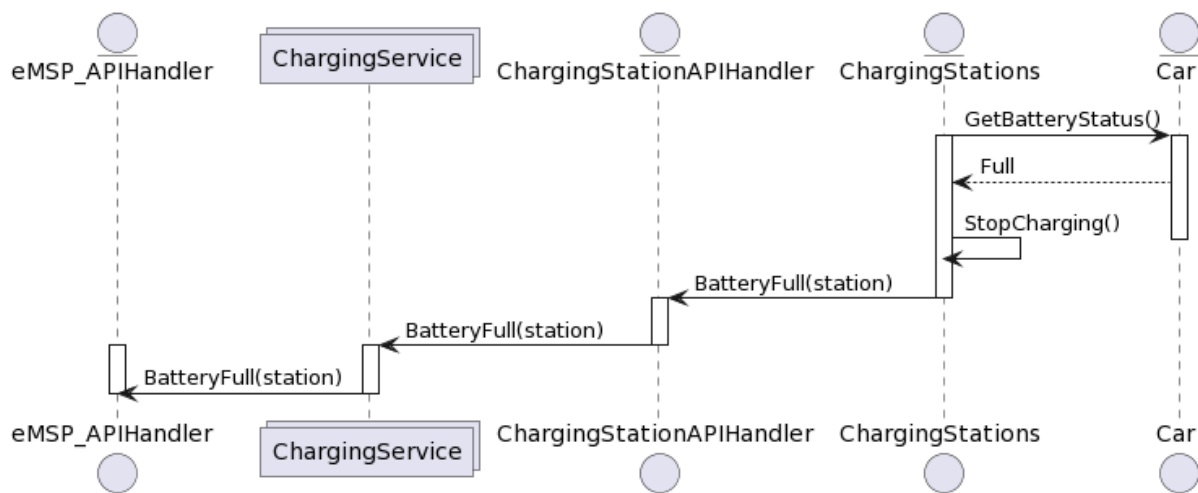 eMSP_APIHandler
ChargingService
ChargingStationAPIHandler
ChargingStations
Car
GetBatteryStatus()
Full
StopCharging()
BatteryFull(station)
BatteryFull(station)
BatteryFull(station)
eMSP_APIHandler
ChargingService
ChargingStationAPIHandler
ChargingStations
Car